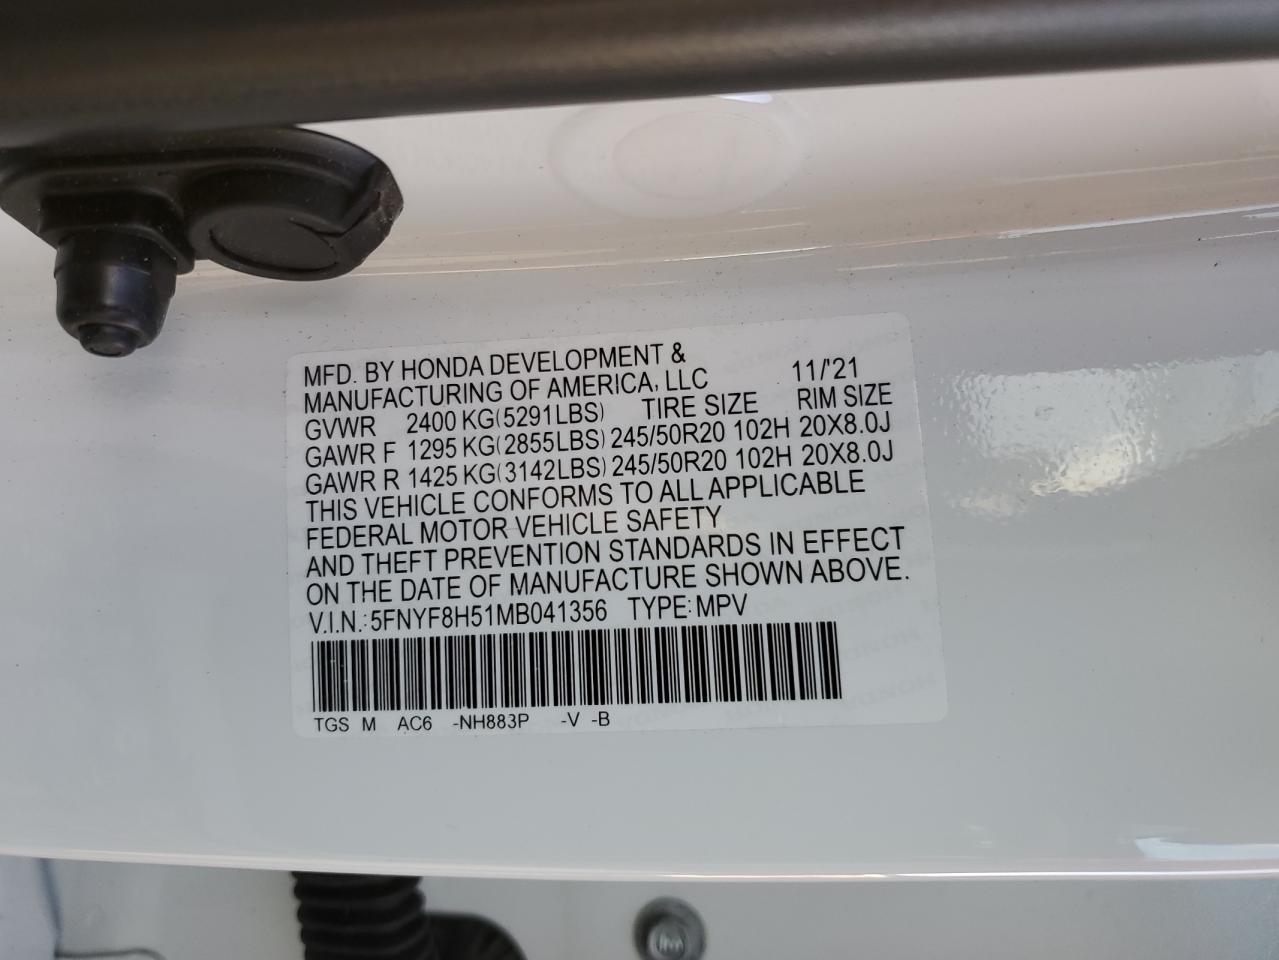 MFD. BY HONDA DEVELOPMENT &
MANUFACTURING OF AMERICA, LLC 11/'21
GVWR 2400 KG(5291LBS) TIRE SIZE RIM SIZE
GAWR F 1295 KG(2855LBS) 245/50R20 102H 20X8.0J
GAWR R 1425 KG(3142LBS) 245/50R20 102H 20X8.0J
THIS VEHICLE CONFORMS TO ALL APPLICABLE
FEDERAL MOTOR VEHICLE SAFETY
AND THEFT PREVENTION STANDARDS IN EFFECT
ON THE DATE OF MANUFACTURE SHOWN ABOVE.
V.I.N.: 5FNYF8H51MB041356 TYPE: MPV
TGS M AC6 -NH883P -V -B